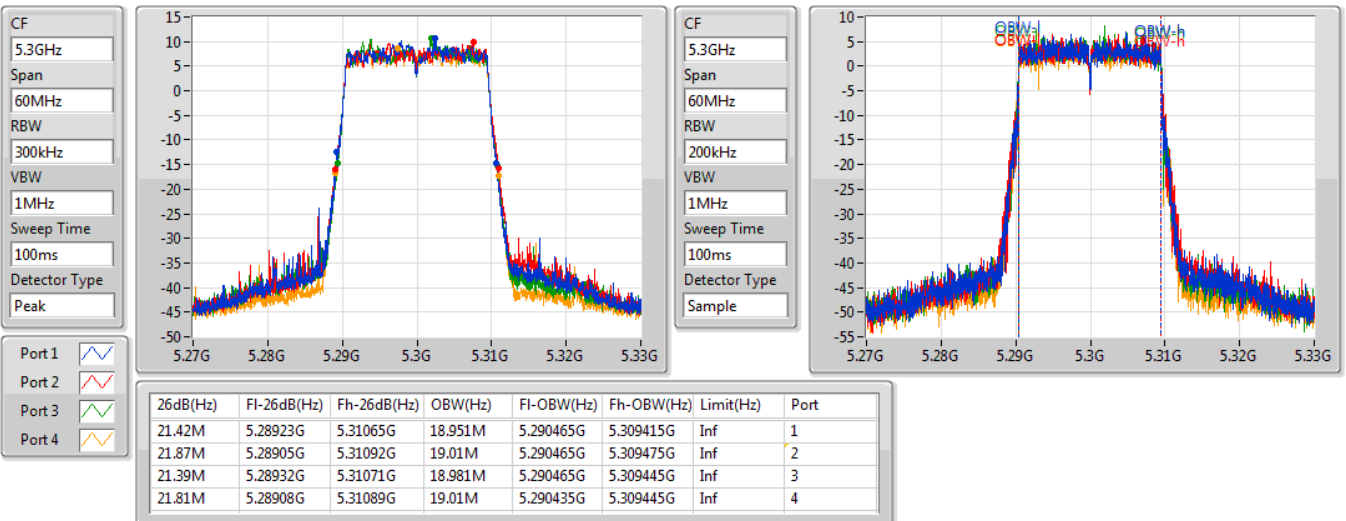 CF
5.3GHz
Span
60MHz
RBW
300kHz
VBW
1MHz
Sweep Time
100ms
Detector Type
Peak
15
10
5
0
-5
-10
-15
-20
-25
-30
-35
-40
-45
-50
5.27G 5.28G 5.29G 5.3G 5.31G 5.32G 5.33G
CF
5.3GHz
Span
60MHz
RBW
200kHz
VBW
1MHz
Sweep Time
100ms
Detector Type
Sample
10
5
0
-5
-10
-15
-20
-25
-30
-35
-40
-45
-50
-55
OBW-h
OBW-h
5.27G 5.28G 5.29G 5.3G 5.31G 5.32G 5.33G
Port 1
Port 2
Port 3
Port 4
26dB(Hz) Fl-26dB(Hz) Fh-26dB(Hz) OBW(Hz) Fl-OBW(Hz) Fh-OBW(Hz) Limit(Hz) Port
21.42M 5.28923G 5.31065G 18.951M 5.290465G 5.309415G Inf 1
21.87M 5.28905G 5.31092G 19.01M 5.290465G 5.309475G Inf 2
21.39M 5.28932G 5.31071G 18.981M 5.290465G 5.309445G Inf 3
21.81M 5.28908G 5.31089G 19.01M 5.290435G 5.309445G Inf 4